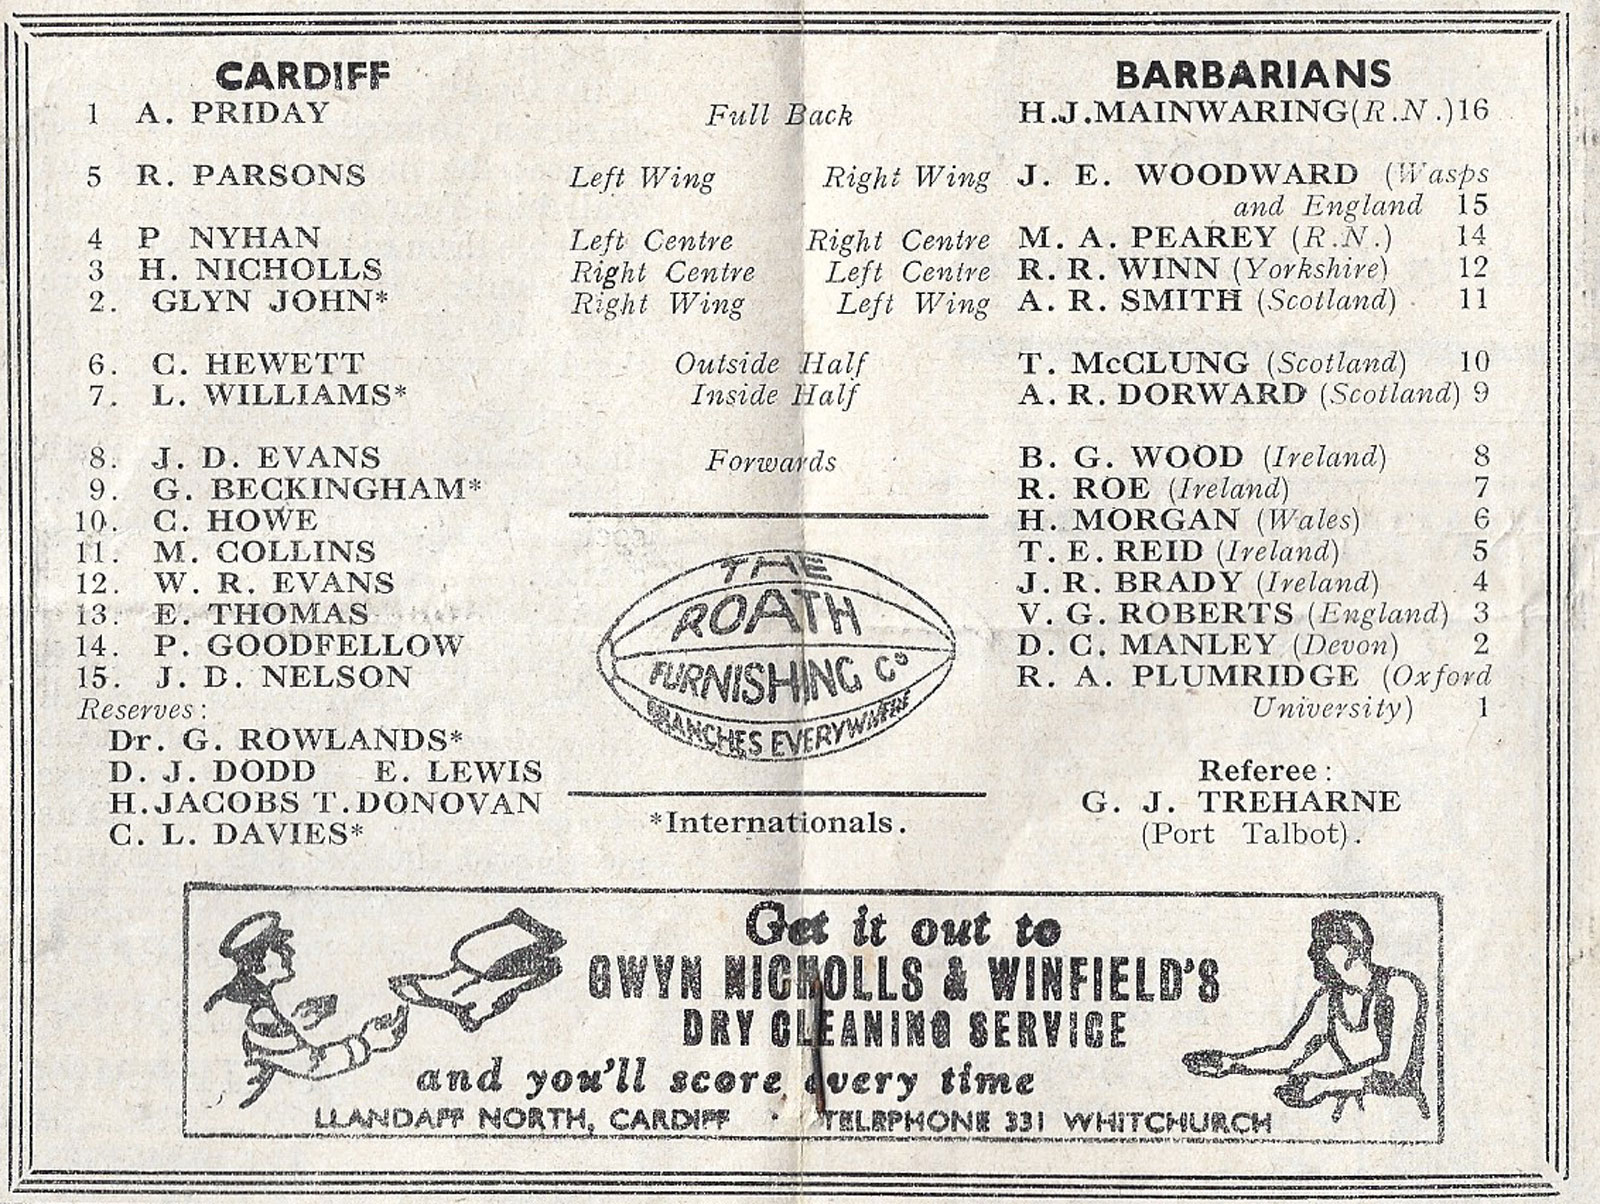 CARDIFF BARBARIANS
1 A. PRIDAY Full Back H.J.MAINWARING(R.N.)16
5 R. PARSONS Left Wing Right Wing J. E. WOODWARD (Wasps
and England 15
4 P NYHAN Left Centre Right Centre M. A. PEAREY (R.N.) 14
3 H. NICHOLLS Right Centre Left Centre R. R. WINN (Yorkshire) 12
2. GLYN JOHN* Right Wing Left Wing A. R. SMITH (Scotland) 11
6. C. HEWETT Outside Half T. McCLUNG (Scotland) 10
7. L. WILLIAMS* Inside Half A. R. DORWARD (Scotland) 9
8. J. D. EVANS Forwards B. G. WOOD (Ireland) 8
9. G. BECKINGHAM* R. ROE (Ireland) 7
10. C. HOWE H. MORGAN (Wales) 6
11. M. COLLINS T. E. REID (Ireland) 5
12. W. R. EVANS J. R. BRADY (Ireland) 4
13. E. THOMAS V. G. ROBERTS (England) 3
14. P. GOODFELLOW D. C. MANLEY (Devon) 2
15. J. D. NELSON R. A. PLUMRIDGE (Oxford
University) 1
Reserves:
Dr. G. ROWLANDS*
D. J. DODD E. LEWIS
H.JACOBS T.DONOVAN
C. L. DAVIES*
THE
ROATH
FURNISHING Co
BRANCHES EVERYWHERE
*Internationals.
Referee:
G. J. TREHARNE
(Port Talbot).
Get it out to
GWYN NICHOLLS & WINFIELD'S
DRY CLEANING SERVICE
and you'll score every time
LLANDAFF NORTH, CARDIFF · TELEPHONE 331 WHITCHURCH